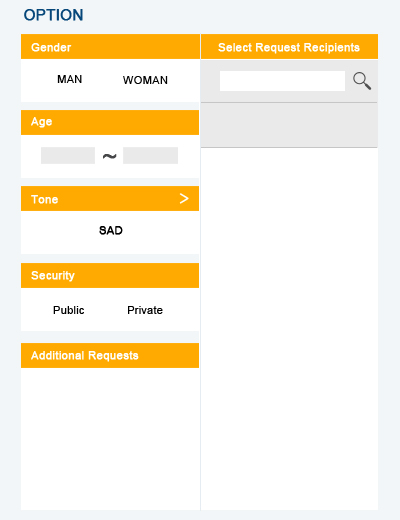 OPTION
Gender
MAN WOMAN
Age
~
Tone >
SAD
Security
Public Private
Additional Requests
Select Request Recipients